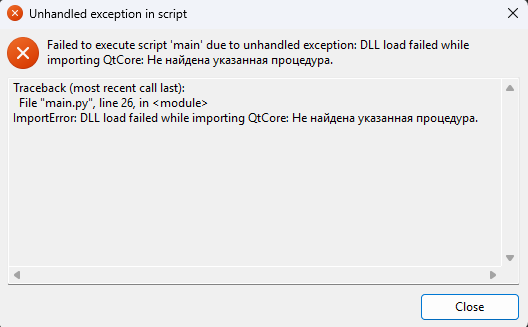 Unhandled exception in script
Failed to execute script 'main' due to unhandled exception: DLL load failed while
importing QtCore: Не найдена указанная процедура.
Traceback (most recent call last):
  File "main.py", line 26, in <module>
ImportError: DLL load failed while importing QtCore: Не найдена указанная процедура.
Close